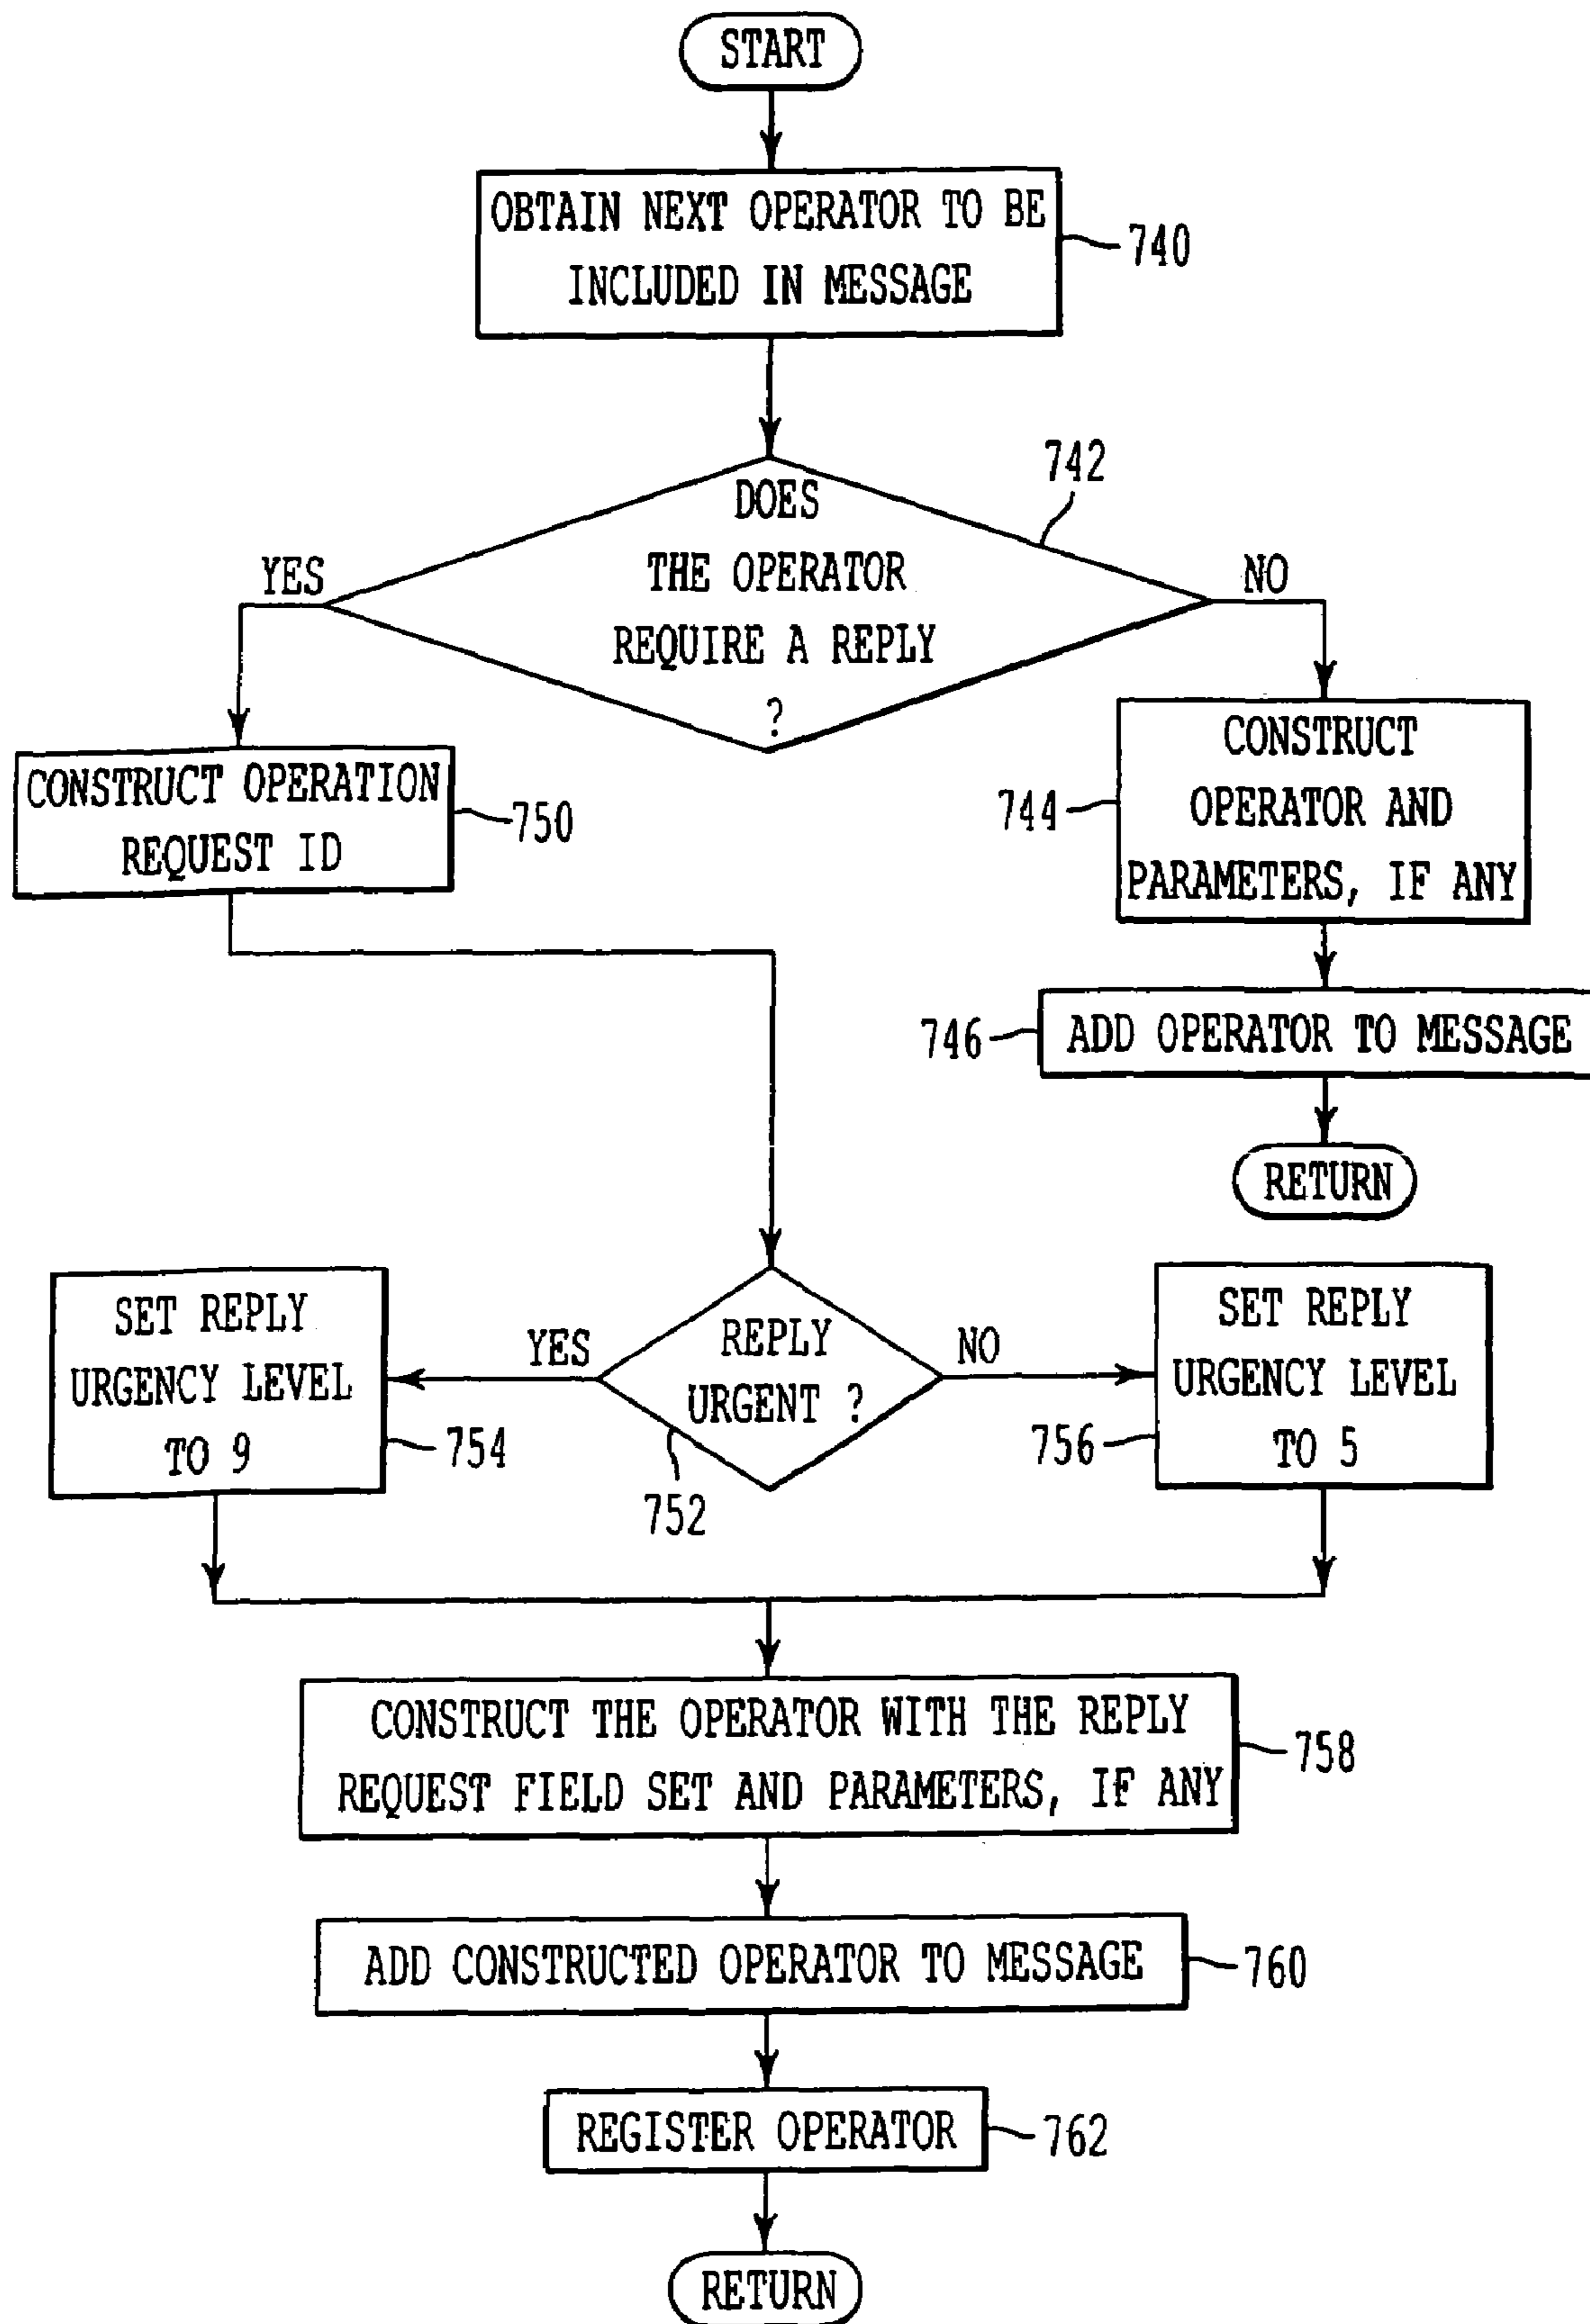 START
OBTAIN NEXT OPERATOR TO BE
INCLUDED IN MESSAGE
740
742
DOES
THE OPERATOR
REQUIRE A REPLY
?
YES
NO
CONSTRUCT OPERATION
REQUEST ID
750
CONSTRUCT
OPERATOR AND
PARAMETERS, IF ANY
744
746
ADD OPERATOR TO MESSAGE
RETURN
SET REPLY
URGENCY LEVEL
TO 9
754
YES
REPLY
URGENT ?
752
NO
SET REPLY
URGENCY LEVEL
TO 5
756
CONSTRUCT THE OPERATOR WITH THE REPLY
REQUEST FIELD SET AND PARAMETERS, IF ANY
758
ADD CONSTRUCTED OPERATOR TO MESSAGE
760
REGISTER OPERATOR
762
RETURN